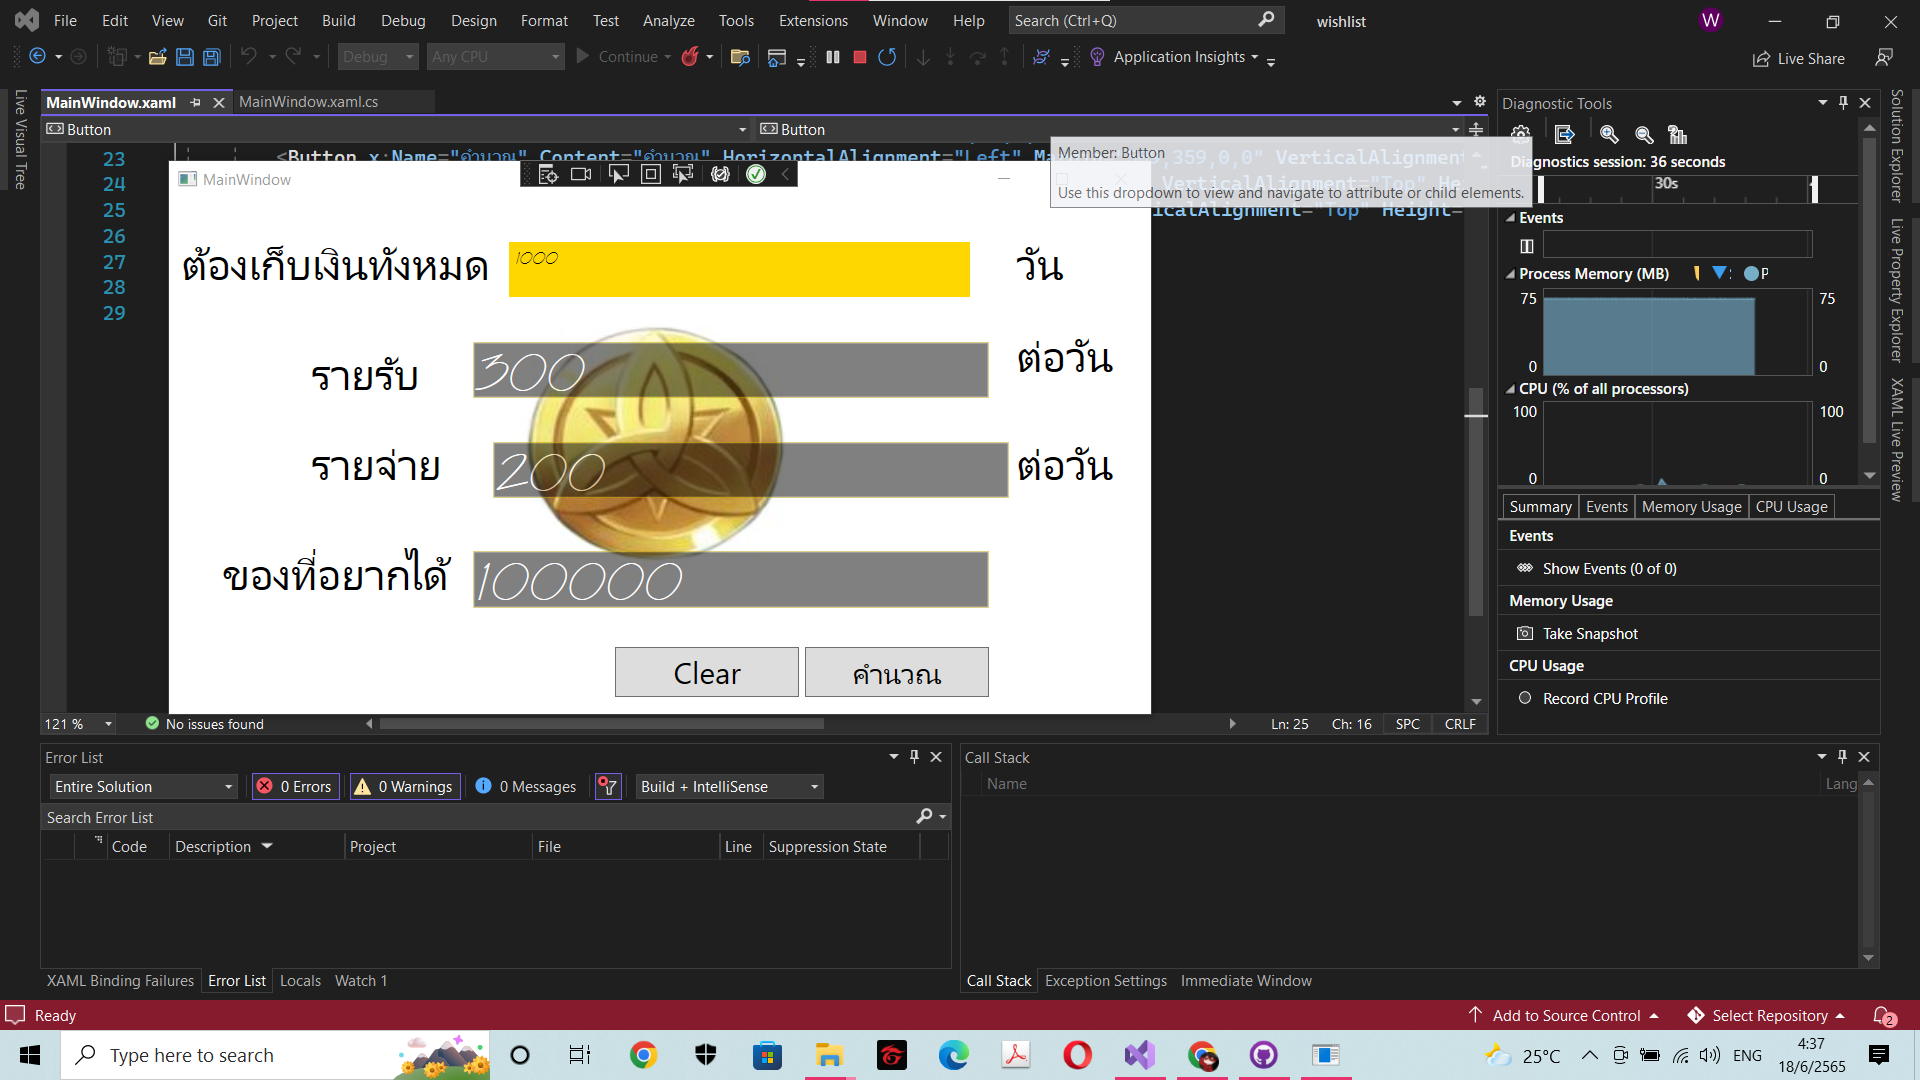 File Edit View Git Project Build Debug Design Format Test Analyze Tools Extensions Window Help Search (Ctrl+Q) wishlist W
Debug Any CPU Continue Application Insights Live Share
Live Visual Tree
MainWindow.xaml MainWindow.xaml.cs
Button Button
23 <Button x:Name="คำนวณ" Content="คำนวณ" HorizontalAlignment="Left" Ma ,359,0,0" VerticalAlignment
24 VerticalAlignment="Top" He
25 icalAlignment="Top" Height=
26
27
28
29
Member: Button
Use this dropdown to view and navigate to attribute or child elements.
MainWindow
ต้องเก็บเงินทั้งหมด 1000 วัน
รายรับ 300 ต่อวัน
รายจ่าย 200 ต่อวัน
ของที่อยากได้ 100000
Clear คำนวณ
121 % No issues found Ln: 25 Ch: 16 SPC CRLF
Diagnostic Tools
Diagnostics session: 36 seconds
30s
Events
Process Memory (MB) P
75 75
0 0
CPU (% of all processors)
100 100
0 0
Summary Events Memory Usage CPU Usage
Events
Show Events (0 of 0)
Memory Usage
Take Snapshot
CPU Usage
Record CPU Profile
Solution Explorer
Live Property Explorer
XAML Live Preview
Error List
Entire Solution 0 Errors 0 Warnings 0 Messages Build + IntelliSense
Search Error List
Code Description Project File Line Suppression State
XAML Binding Failures Error List Locals Watch 1
Call Stack
Name Lang
Call Stack Exception Settings Immediate Window
Ready Add to Source Control Select Repository 2
Type here to search 25°C ENG 4:37
18/6/2565